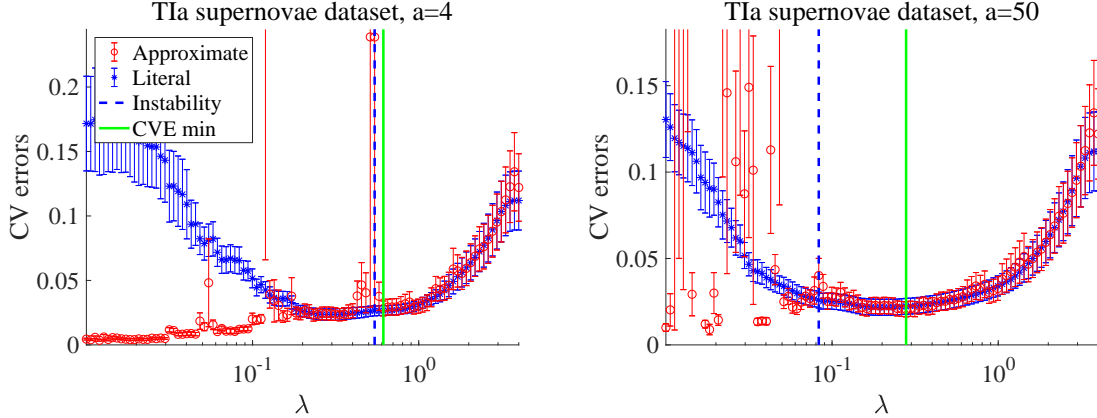 TIa supernovae dataset, a=4
CV errors
0.2
0.15
0.1
0.05
0
Approximate
Literal
Instability
CVE min
10^{-1}
10^{0}
λ
TIa supernovae dataset, a=50
CV errors
0.15
0.1
0.05
0
10^{-1}
10^{0}
λ